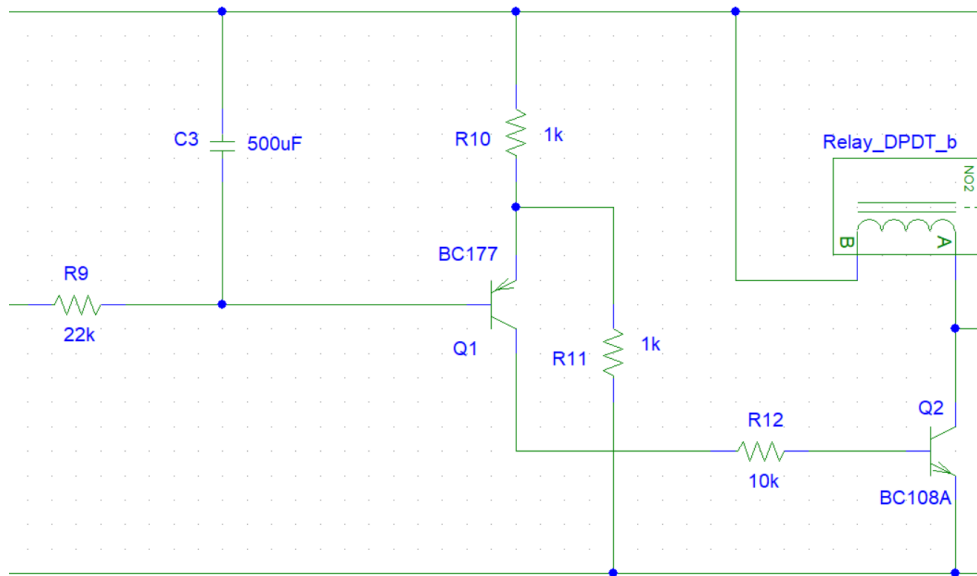 C3
500uF
R10
1k
Relay_DPDT_b
NO2
B
A
BC177
R9
22k
Q1
R11
1k
R12
10k
Q2
BC108A